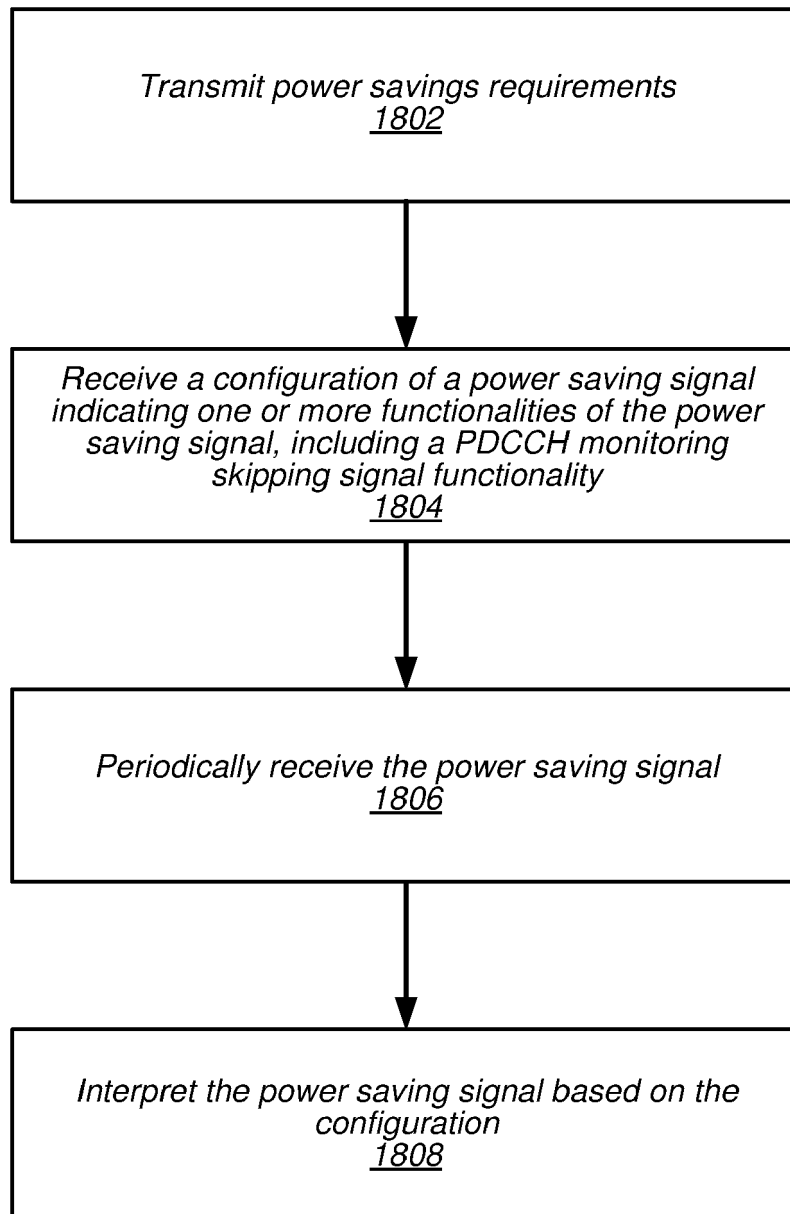 Transmit power savings requirements
1802
Receive a configuration of a power saving signal
indicating one or more functionalities of the power
saving signal, including a PDCCH monitoring
skipping signal functionality
1804
Periodically receive the power saving signal
1806
Interpret the power saving signal based on the
configuration
1808